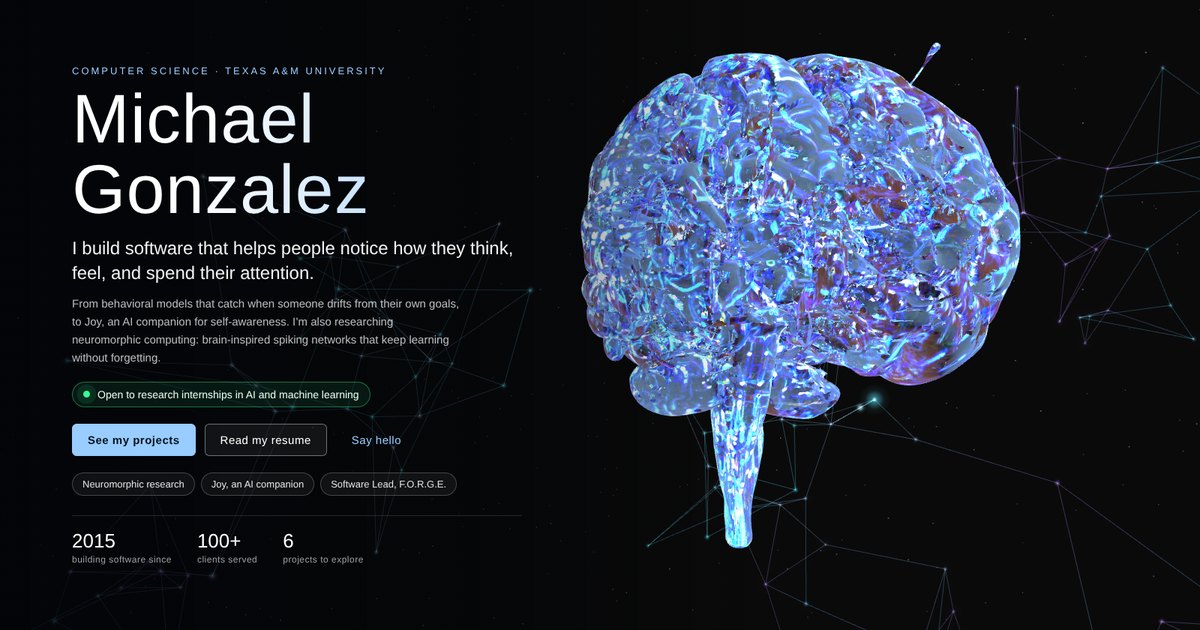 COMPUTER SCIENCE · TEXAS A&M UNIVERSITY
Michael
Gonzalez
I build software that helps people notice how they think,
feel, and spend their attention.
From behavioral models that catch when someone drifts from their own goals,
to Joy, an AI companion for self-awareness. I'm also researching
neuromorphic computing: brain-inspired spiking networks that keep learning
without forgetting.
Open to research internships in AI and machine learning
See my projects Read my resume Say hello
Neuromorphic research Joy, an AI companion Software Lead, F.O.R.G.E.
2015 100+ 6
building software since clients served projects to explore